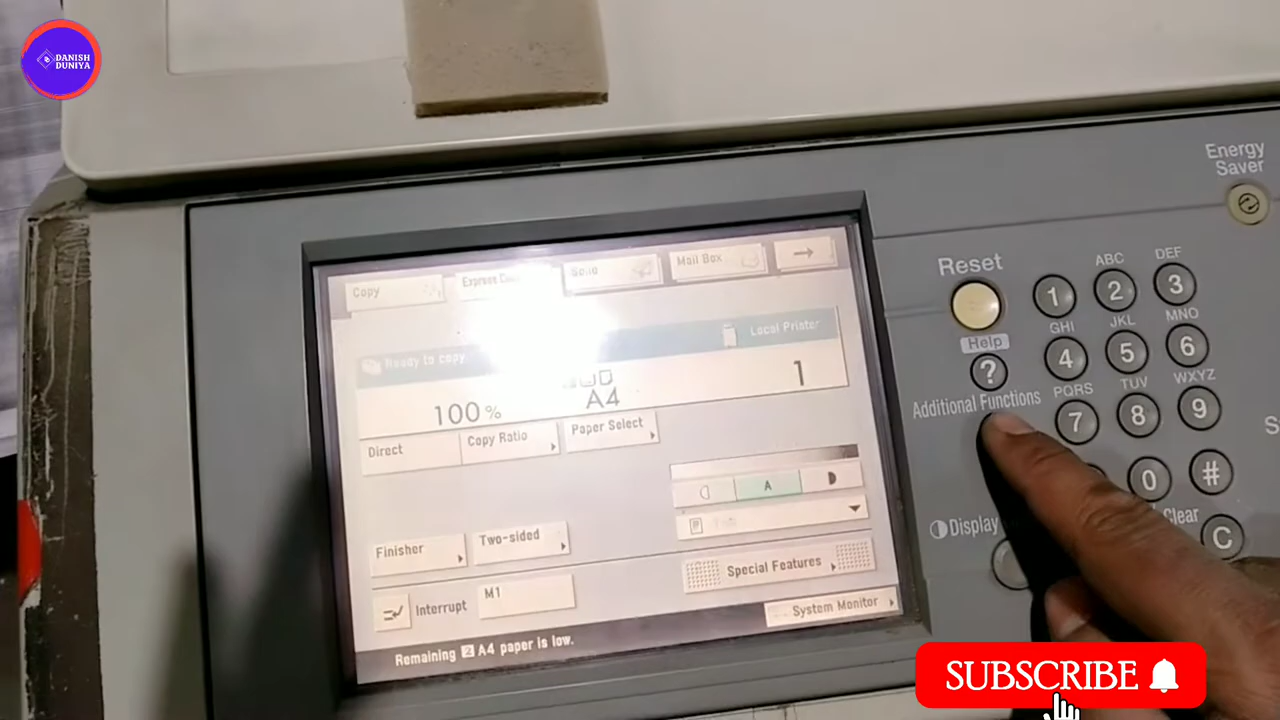 DANISH
DUNIYA
Energy
Saver
Copy
Mail Box
Ready to copy
Local Printer
100%
A4
1
Direct
Copy Ratio
Paper Select
A
Finisher
Two-sided
Special Features
Interrupt
M1
System Monitor
Remaining 2 A4 paper is low.
Reset
Help
?
Additional Functions
Display
1
ABC
2
DEF
3
GHI
4
JKL
5
MNO
6
PQRS
7
TUV
8
WXYZ
9
0
#
Clear
C
SUBSCRIBE